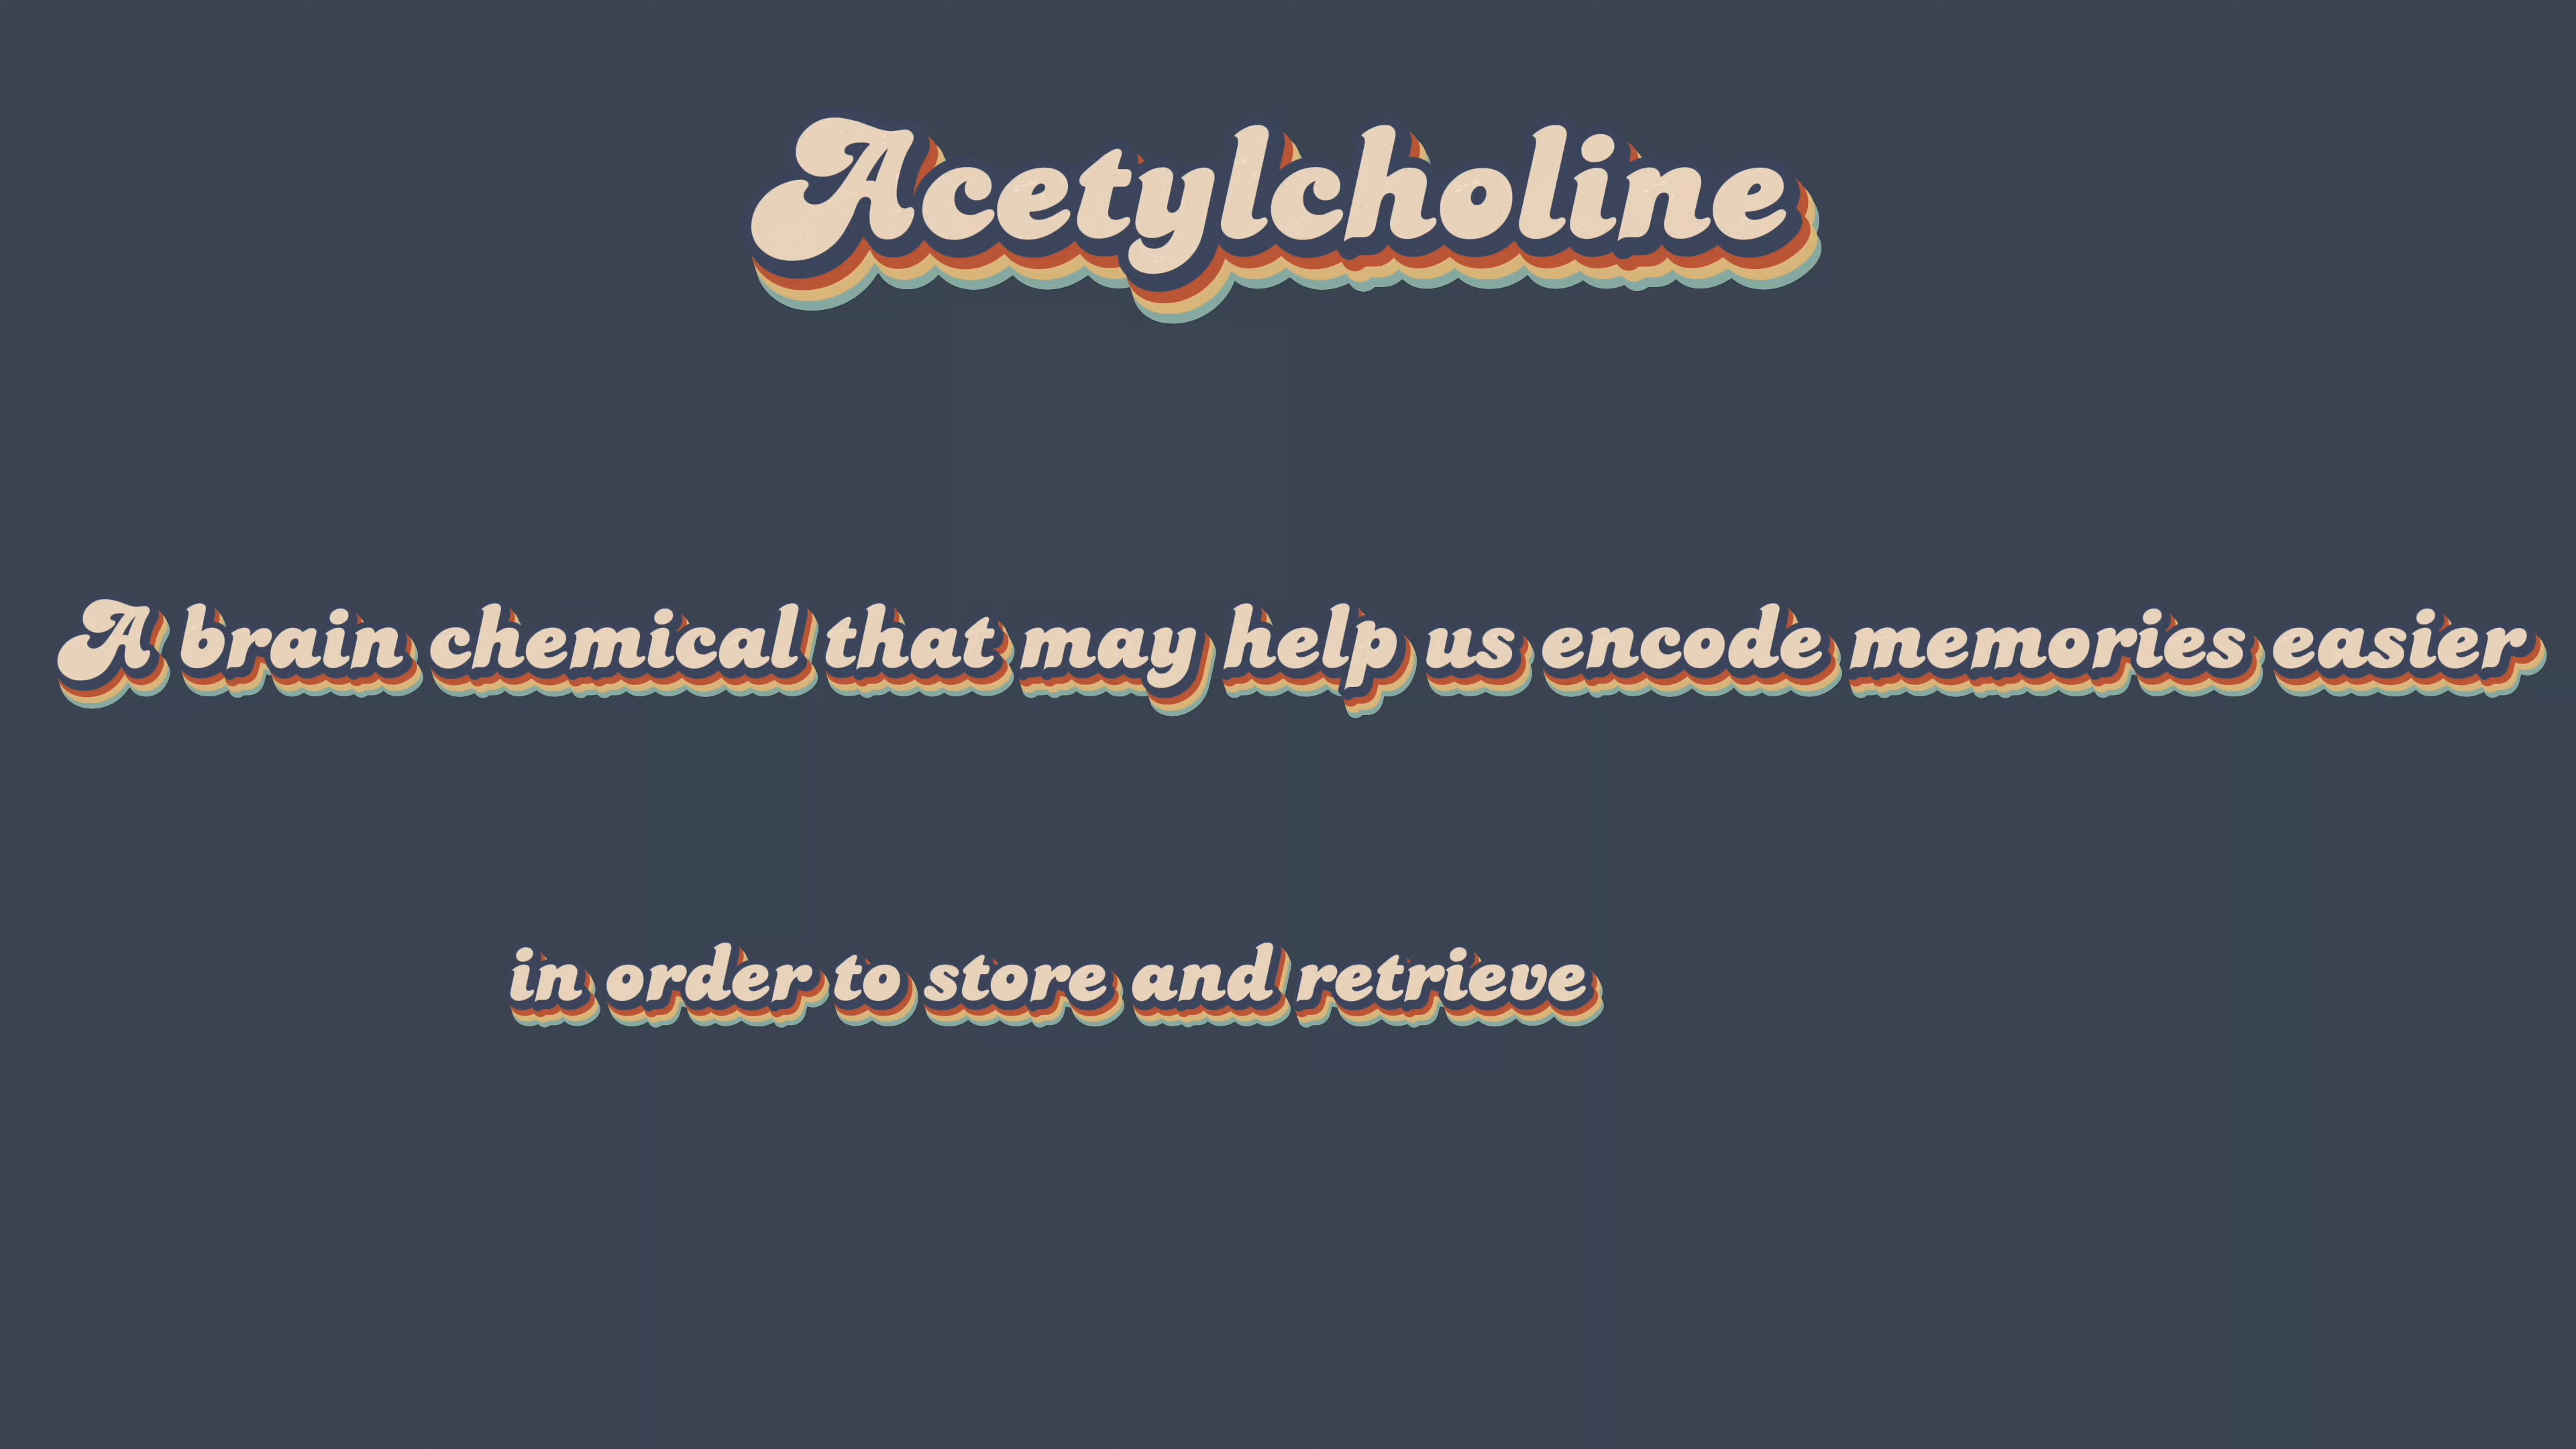 Acetylcholine
A brain chemical that may help us encode memories easier
in order to store and retrieve